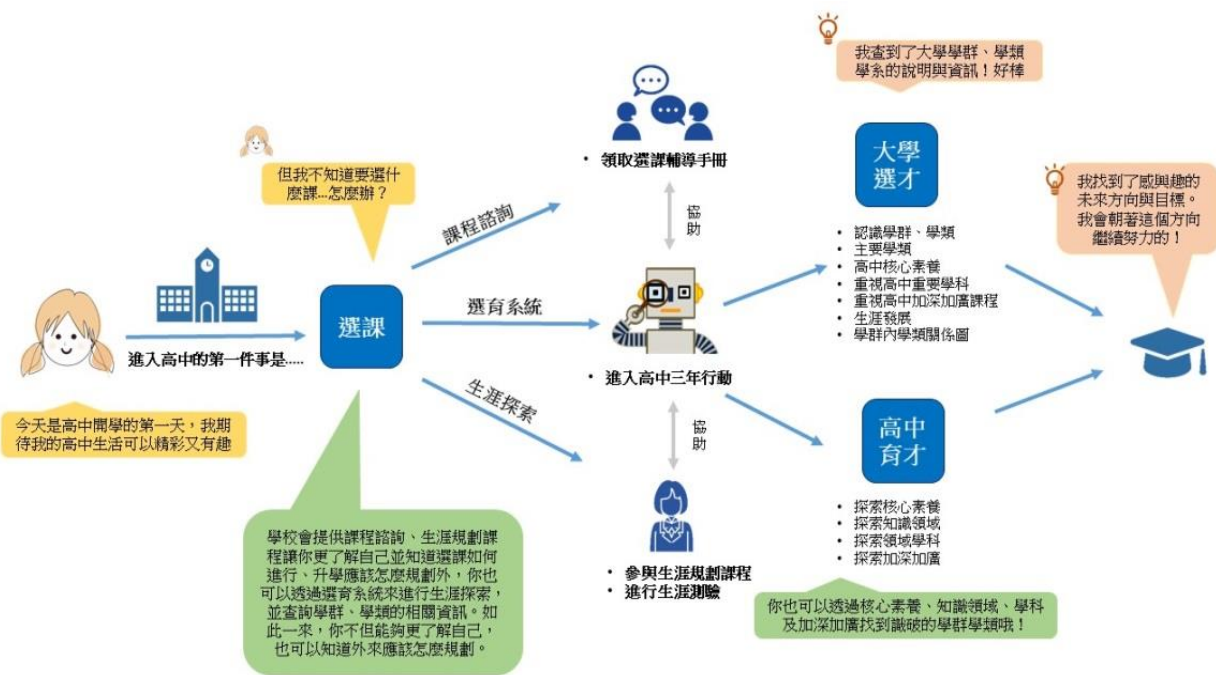 今天是高中開學的第一天，我期
待我的高中生活可以精彩又有趣
進入高中的第一件事是.....
但我不知道要選什
麼課...怎麼辦？
選課
學校會提供課程諮詢、生涯規劃課
程讓你更了解自己並知道選課如何
進行、升學應該怎麼規劃外，你也
可以透過選育系統來進行生涯探索，
並查詢學群、學類的相關資訊。如
此一來，你不但能夠更了解自己，
也可以知道外來應該怎麼規劃。
課程諮詢
選育系統
生涯探索
• 領取選課輔導手冊
協助
• 進入高中三年行動
協助
• 參與生涯規劃課程
• 進行生涯測驗
我查到了大學學群、學類
學系的說明與資訊！好棒
大學
選才
• 認識學群、學類
• 主要學類
• 高中核心素養
• 重視高中重要學科
• 重視高中加深加廣課程
• 生涯發展
• 學群內學類關係圖
高中
育才
• 探索核心素養
• 探索知識領域
• 探索領域學科
• 探索加深加廣
你也可以透過核心素養、知識領域、學科
及加深加廣找到識破的學群學類哦！
我找到了感興趣的
未來方向與目標。
我會朝著這個方向
繼續努力的！